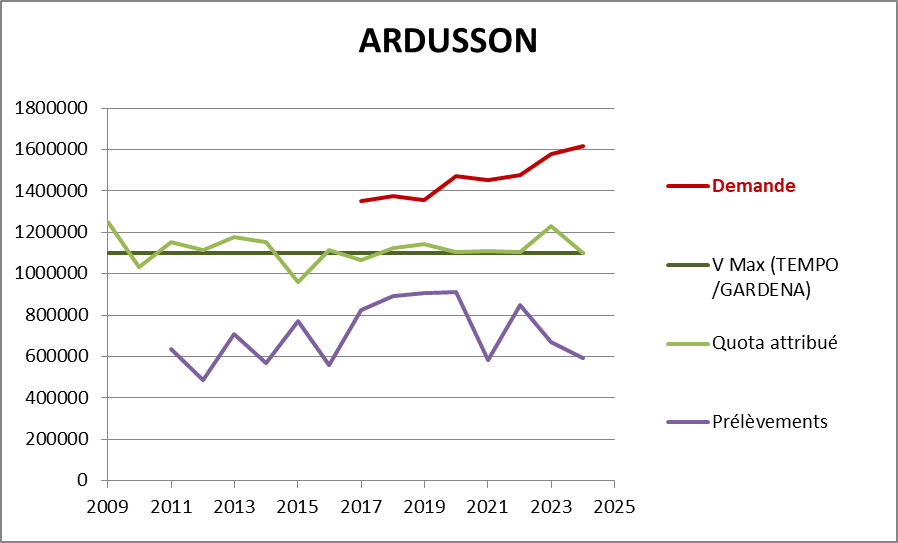 ARDUSSON
1800000
1600000
1400000
1200000
1000000
800000
600000
400000
200000
0
2009 2011 2013 2015 2017 2019 2021 2023 2025
Demande
V Max (TEMPO
/GARDENA)
Quota attribué
Prélèvements